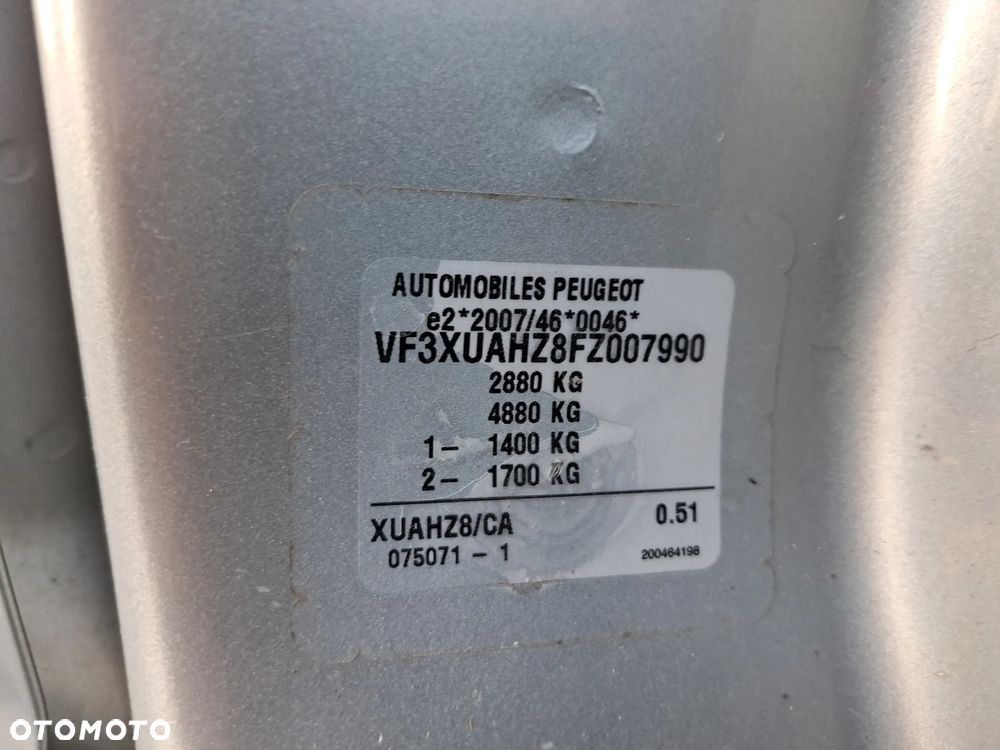 AUTOMOBILES PEUGEOT
e2*2007/46*0046*
VF3XUAHZ8FZ007990
2880 KG
4880 KG
1- 1400 KG
2- 1700 KG
XUAHZ8/CA 0.51
075071 - 1 200464198
OTOMOTO